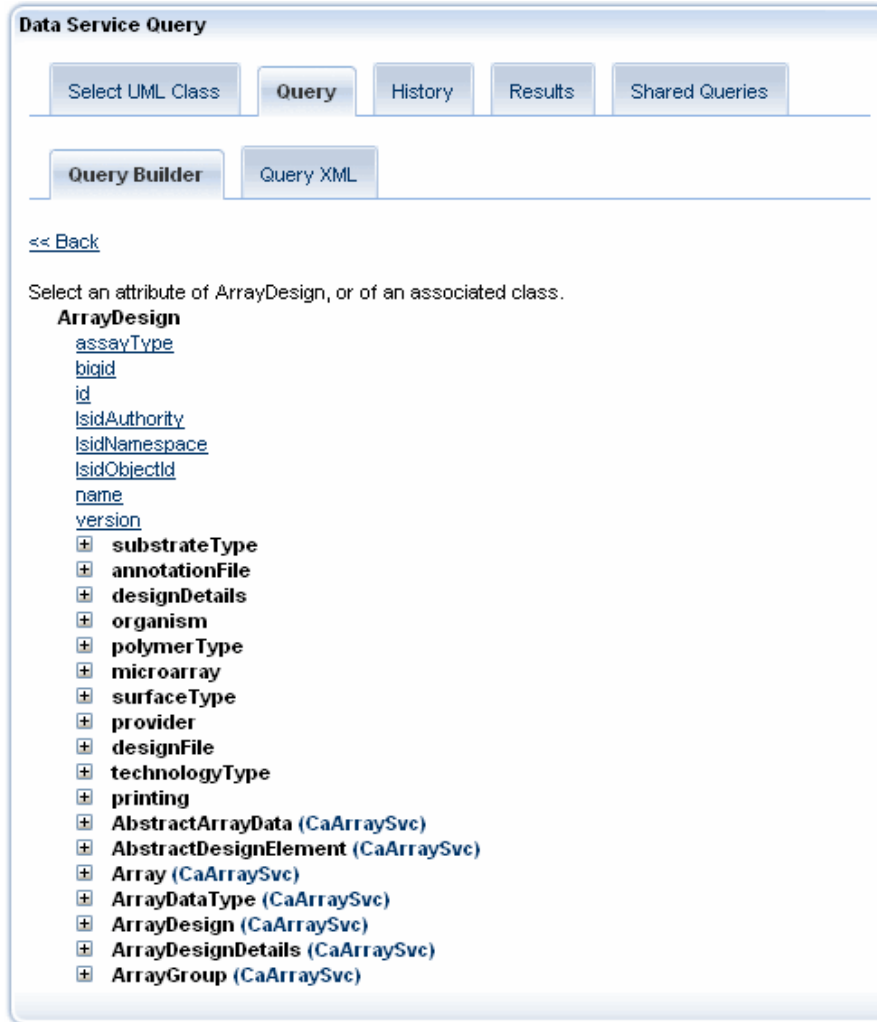 Data Service Query
Select UML Class Query History Results Shared Queries
Query Builder Query XML
<< Back
Select an attribute of ArrayDesign, or of an associated class.
ArrayDesign
assayType
bigid
id
lsidAuthority
lsidNamespace
lsidObjectId
name
version
substrateType
annotationFile
designDetails
organism
polymerType
microarray
surfaceType
provider
designFile
technologyType
printing
AbstractArrayData (CaArraySvc)
AbstractDesignElement (CaArraySvc)
Array (CaArraySvc)
ArrayDataType (CaArraySvc)
ArrayDesign (CaArraySvc)
ArrayDesignDetails (CaArraySvc)
ArrayGroup (CaArraySvc)